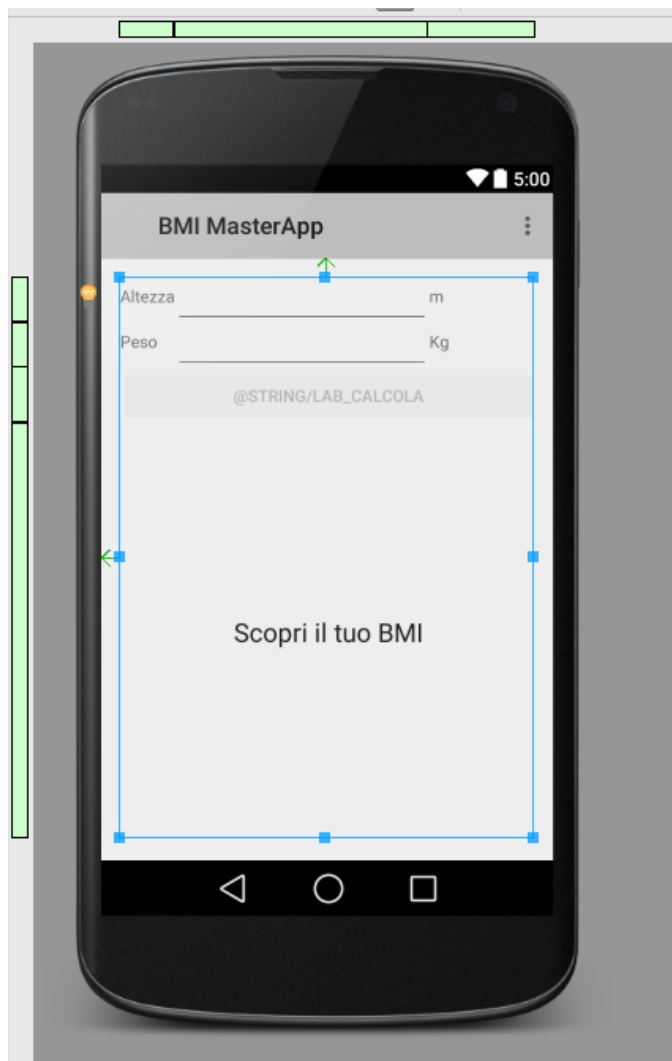 5:00
BMI MasterApp
Altezza m
Peso Kg
@STRING/LAB_CALCOLA
Scopri il tuo BMI